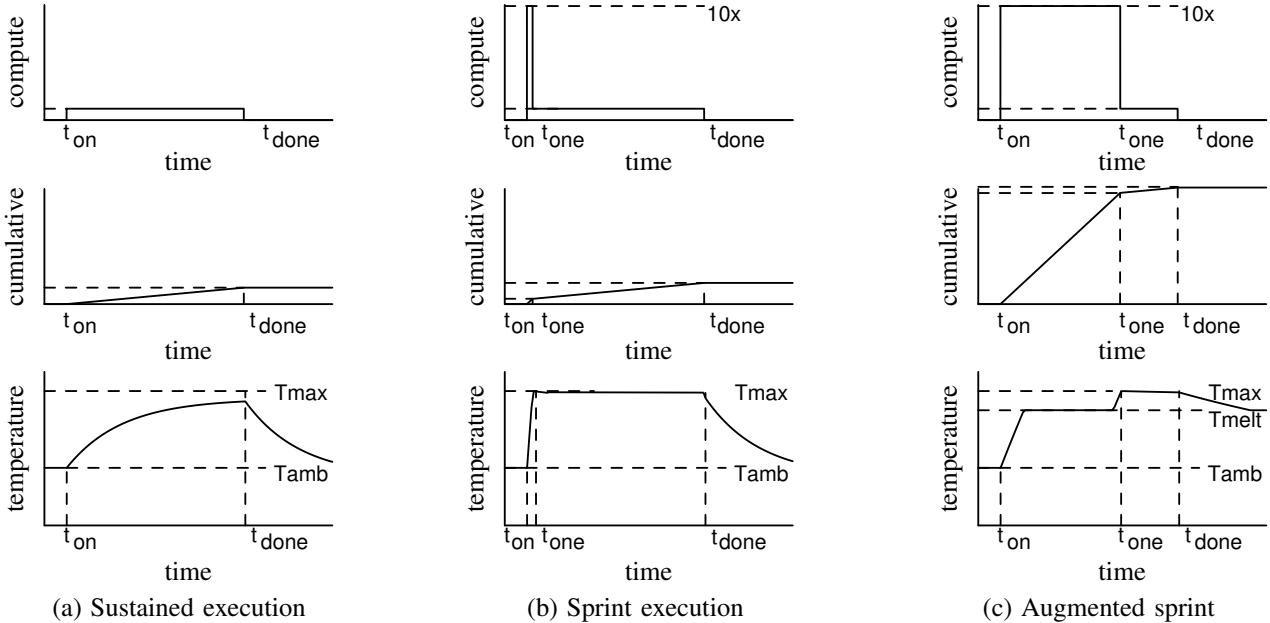 compute
t on
t done
time
cumulative
t on
t done
time
temperature
Tmax
Tamb
t on
t done
time
(a) Sustained execution
compute
10x
t on t one
t done
time
cumulative
t on t one
t done
time
temperature
Tmax
Tamb
t on t one
t done
time
(b) Sprint execution
compute
10x
t on
t one
t done
time
cumulative
t on
t one
t done
time
temperature
Tmax
Tmelt
Tamb
t on
t one
t done
time
(c) Augmented sprint